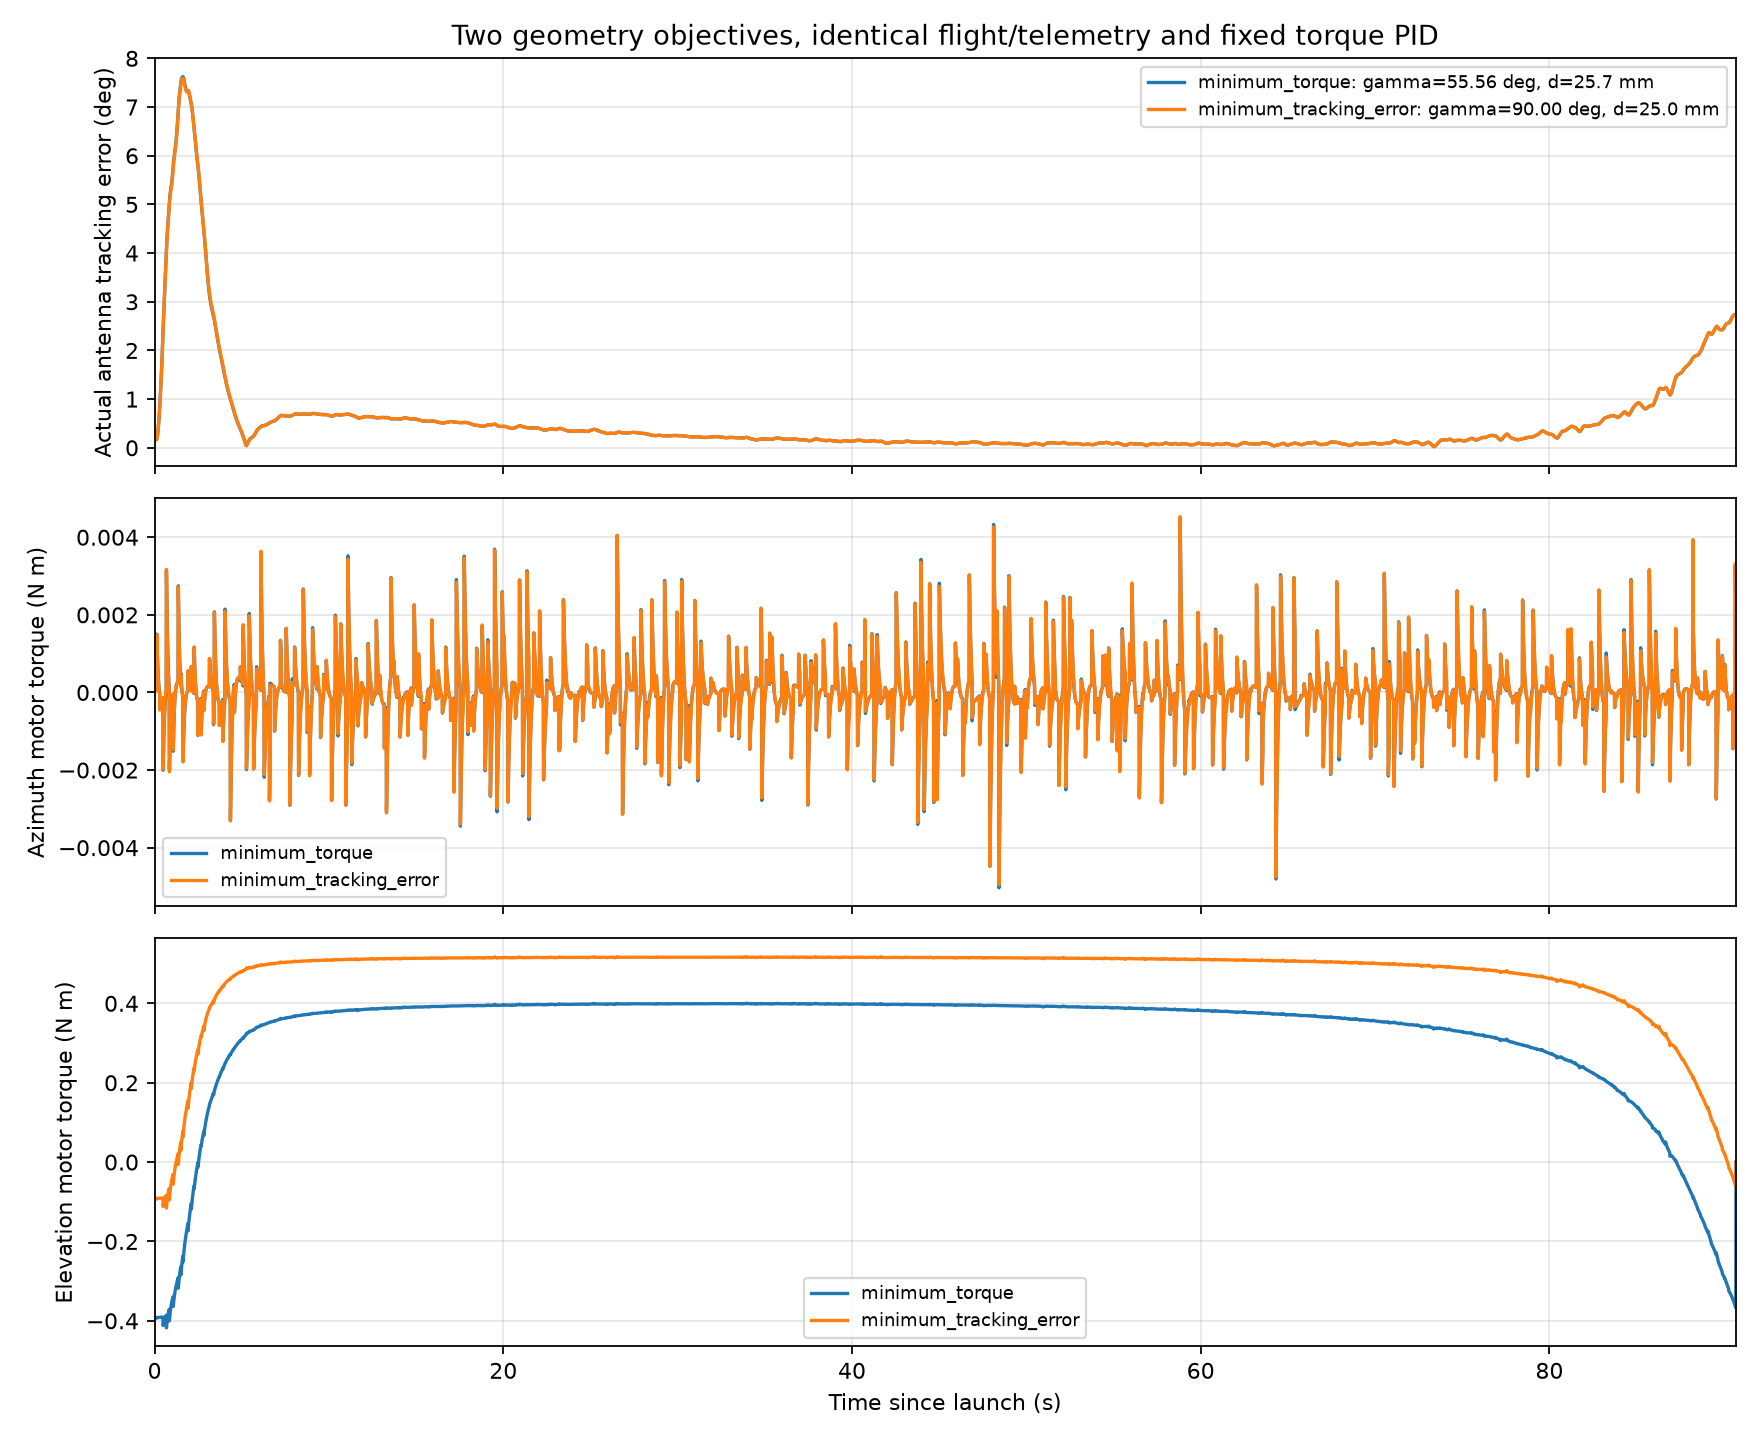 Two geometry objectives, identical flight/telemetry and fixed torque PID
Actual antenna tracking error (deg)
8
7
6
5
4
3
2
1
0
minimum_torque: gamma=55.56 deg, d=25.7 mm
minimum_tracking_error: gamma=90.00 deg, d=25.0 mm
Azimuth motor torque (N m)
0.004
0.002
0.000
−0.002
−0.004
minimum_torque
minimum_tracking_error
Elevation motor torque (N m)
0.4
0.2
0.0
−0.2
−0.4
minimum_torque
minimum_tracking_error
0 20 40 60 80
Time since launch (s)